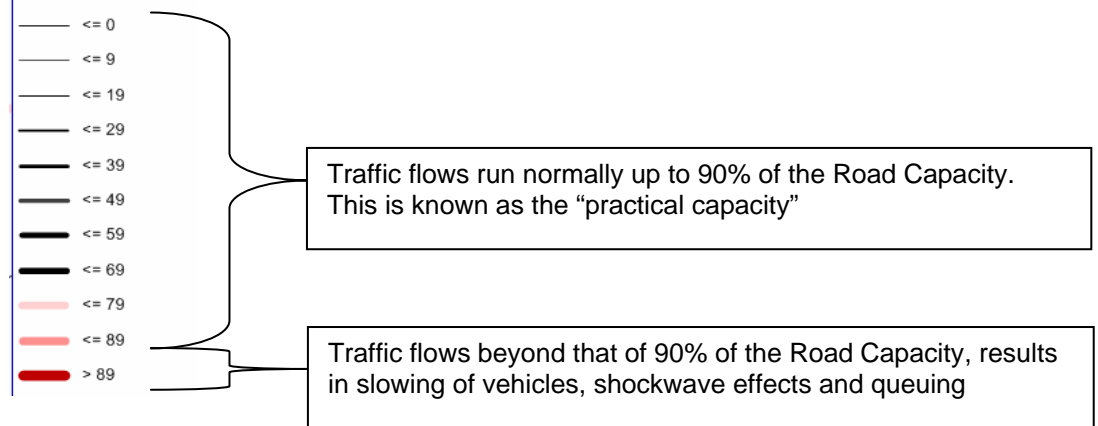 <= 0
<= 9
<= 19
<= 29
<= 39
<= 49
<= 59
<= 69
<= 79
<= 89
> 89
Traffic flows run normally up to 90% of the Road Capacity.
This is known as the “practical capacity”
Traffic flows beyond that of 90% of the Road Capacity, results
in slowing of vehicles, shockwave effects and queuing